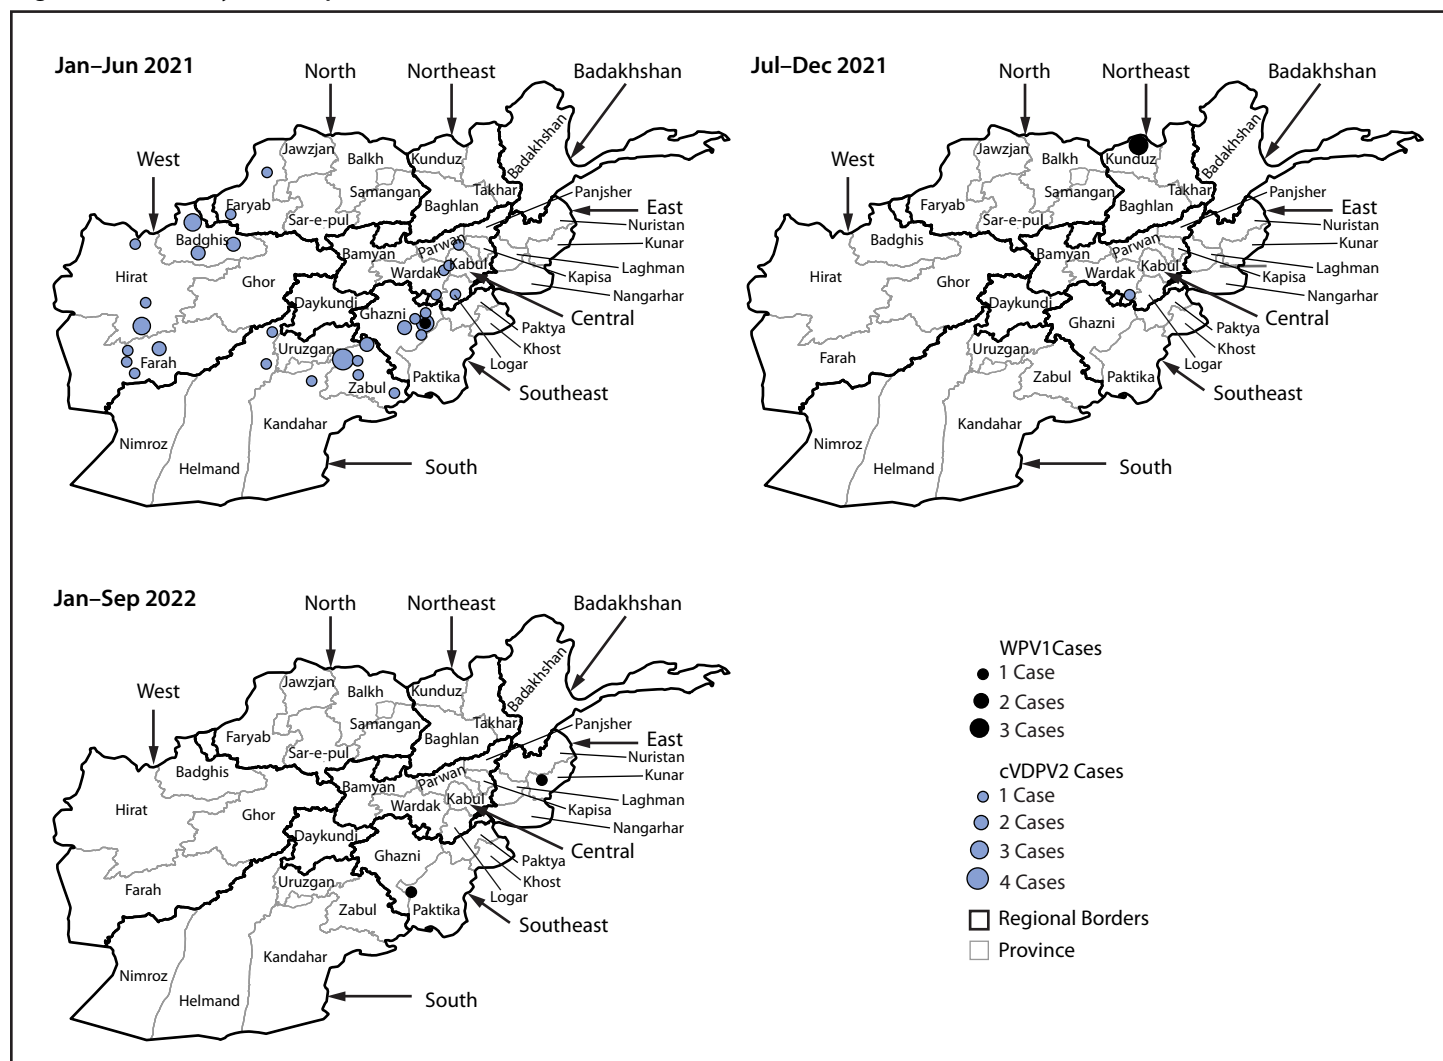 Jan–Jun 2021
North
Northeast
Badakhshan
West
Jawzjan
Balkh
Kunduz
Badakhshan
Faryab
Samangan
Takhar
Panjsher
Sar-e-pul
Baghlan
East
Nuristan
Badghis
Parwan
Kunar
Bamyan
Hirat
Wardak
Kabul
Laghman
Kapisa
Ghor
Nangarhar
Daykundi
Ghazni
Central
Paktya
Uruzgan
Khost
Farah
Logar
Zabul
Paktika
Southeast
Kandahar
Nimroz
Helmand
South
Jul–Dec 2021
North
Northeast
Badakhshan
West
Jawzjan
Balkh
Kunduz
Badakhshan
Faryab
Samangan
Takhar
Panjsher
Sar-e-pul
Baghlan
East
Nuristan
Badghis
Parwan
Kunar
Bamyan
Hirat
Wardak
Kabul
Laghman
Kapisa
Ghor
Nangarhar
Daykundi
Ghazni
Central
Paktya
Uruzgan
Khost
Farah
Logar
Zabul
Paktika
Southeast
Kandahar
Nimroz
Helmand
South
Jan–Sep 2022
North
Northeast
Badakhshan
West
Jawzjan
Balkh
Kunduz
Badakhshan
Faryab
Samangan
Takhar
Panjsher
Sar-e-pul
Baghlan
East
Nuristan
Badghis
Parwan
Kunar
Bamyan
Hirat
Wardak
Kabul
Laghman
Kapisa
Ghor
Nangarhar
Daykundi
Ghazni
Central
Paktya
Uruzgan
Khost
Farah
Logar
Zabul
Paktika
Southeast
Kandahar
Nimroz
Helmand
South
WPV1Cases
1 Case
2 Cases
3 Cases
cVDPV2 Cases
1 Case
2 Cases
3 Cases
4 Cases
Regional Borders
Province